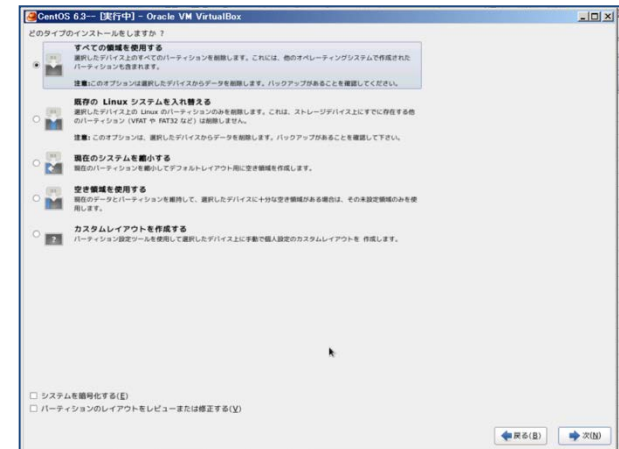 CentOS 6.3-- [実行中] - Oracle VM VirtualBox
どのタイプのインストールをしますか ?
すべての領域を使用する
選択したデバイス上のすべてのパーティションを削除します。これには、他のオペレーティングシステムで作成された
パーティションも含まれます。
注意:このオプションは選択したデバイスからデータを削除します。バックアップがあることを確認してください。
既存の Linux システムを入れ替える
選択したデバイス上の Linux のパーティションのみを削除します。これは、ストレージデバイス上にすでに存在する他
のパーティション (VFAT や FAT32 など) は削除しません。
注意: このオプションは、選択したデバイスからデータを削除します。バックアップがあることを確認して下さい。
現在のシステムを縮小する
現在のパーティションを縮小してデフォルトレイアウト用に空き領域を作成します。
空き領域を使用する
現在のデータとパーティションを維持して、選択したデバイスに十分な空き領域がある場合は、その未設定領域のみを使
用します。
カスタムレイアウトを作成する
パーティション設定ツールを使用して選択したデバイス上に手動で個人設定のカスタムレイアウトを 作成します。
システムを暗号化する(E)
パーティションのレイアウトをレビューまたは修正する(V)
戻る(B) 次(N)